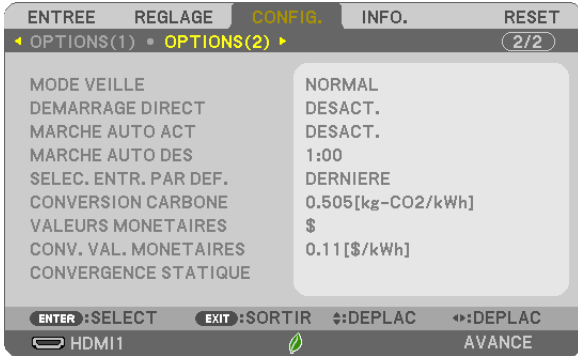 ENTREE REGLAGE CONFIG. INFO. RESET
OPTIONS(1) • OPTIONS(2) 2/2
MODE VEILLE NORMAL
DEMARRAGE DIRECT DESACT.
MARCHE AUTO ACT DESACT.
MARCHE AUTO DES 1:00
SELEC. ENTR. PAR DEF. DERNIERE
CONVERSION CARBONE 0.505[kg-CO2/kWh]
VALEURS MONETAIRES $
CONV. VAL. MONETAIRES 0.11[$/kWh]
CONVERGENCE STATIQUE
ENTER :SELECT EXIT :SORTIR :DEPLAC :DEPLAC
HDMI1 AVANCE